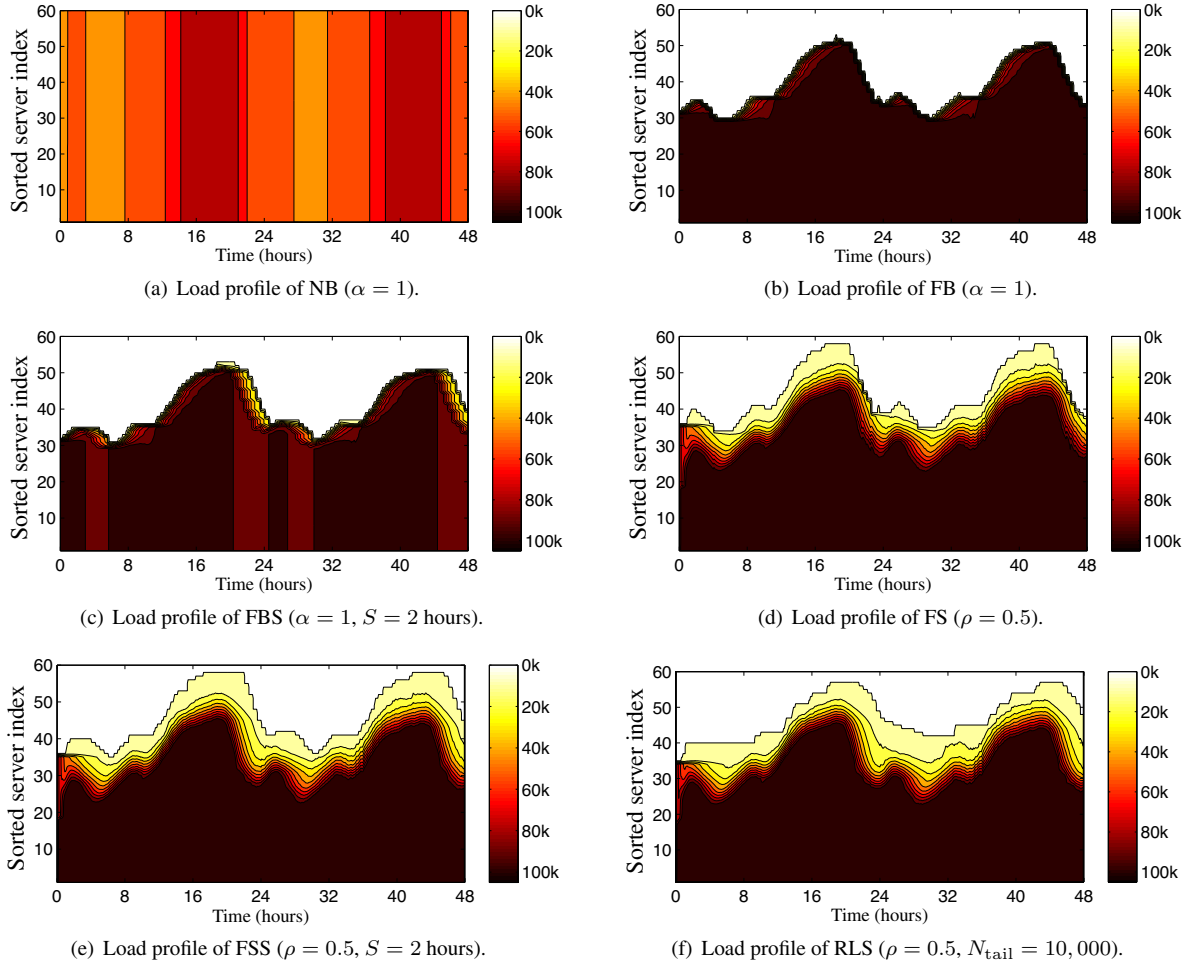 Sorted server index
60
50
40
30
20
10
0 8 16 24 32 40 48
Time (hours)
0k
20k
40k
60k
80k
100k
(a) Load profile of NB (α = 1).
Sorted server index
60
50
40
30
20
10
0 8 16 24 32 40 48
Time (hours)
0k
20k
40k
60k
80k
100k
(b) Load profile of FB (α = 1).
Sorted server index
60
50
40
30
20
10
0 8 16 24 32 40 48
Time (hours)
0k
20k
40k
60k
80k
100k
(c) Load profile of FBS (α = 1, S = 2 hours).
Sorted server index
60
50
40
30
20
10
0 8 16 24 32 40 48
Time (hours)
0k
20k
40k
60k
80k
100k
(d) Load profile of FS (ρ = 0.5).
Sorted server index
60
50
40
30
20
10
0 8 16 24 32 40 48
Time (hours)
0k
20k
40k
60k
80k
100k
(e) Load profile of FSS (ρ = 0.5, S = 2 hours).
Sorted server index
60
50
40
30
20
10
0 8 16 24 32 40 48
Time (hours)
0k
20k
40k
60k
80k
100k
(f) Load profile of RLS (ρ = 0.5, N_tail = 10, 000).